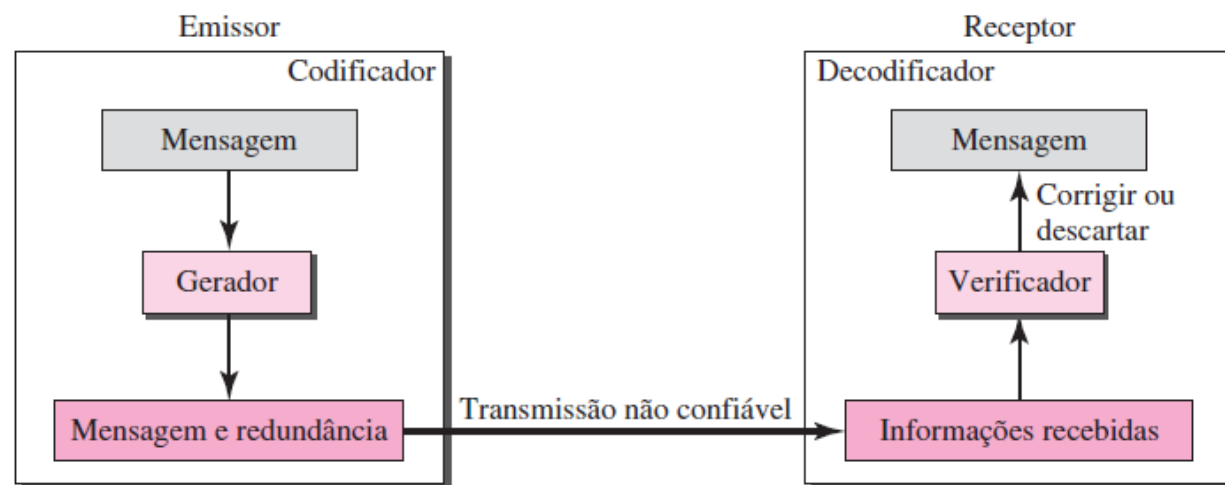 Emissor
Codificador
Mensagem
Gerador
Mensagem e redundância
Transmissão não confiável
Receptor
Decodificador
Mensagem
Corrigir ou
descartar
Verificador
Informações recebidas